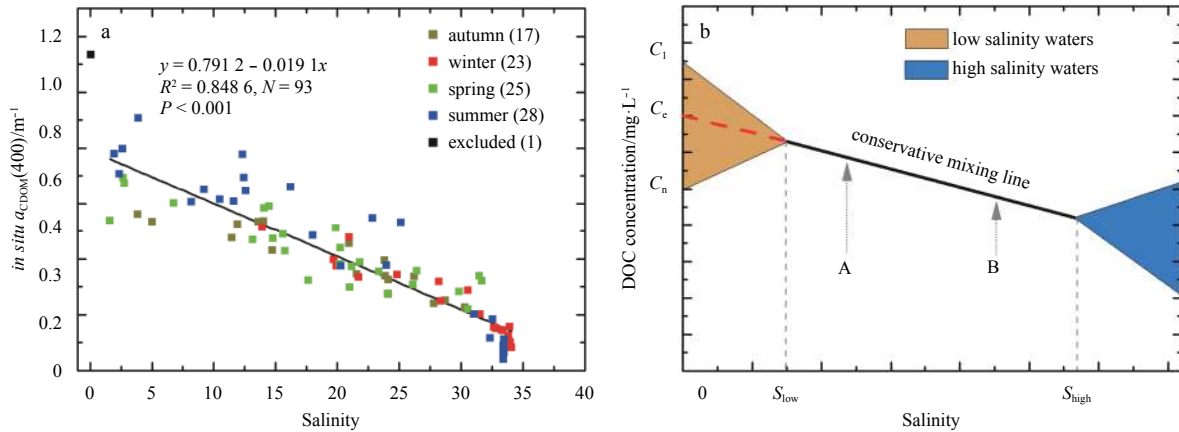 a
autumn (17)
winter (23)
spring (25)
summer (28)
excluded (1)
y = 0.791 2 – 0.019 1x
R² = 0.848 6, N = 93
P < 0.001
1.2
1.0
0.8
0.6
0.4
0.3
0.2
0
in situ aCDOM(400)/m⁻¹
0 5 10 15 20 25 30 35 40
Salinity
b
low salinity waters
high salinity waters
C₁
Cₑ
Cₙ
conservative mixing line
A
B
DOC concentration/mg·L⁻¹
0 Slow Shigh
Salinity